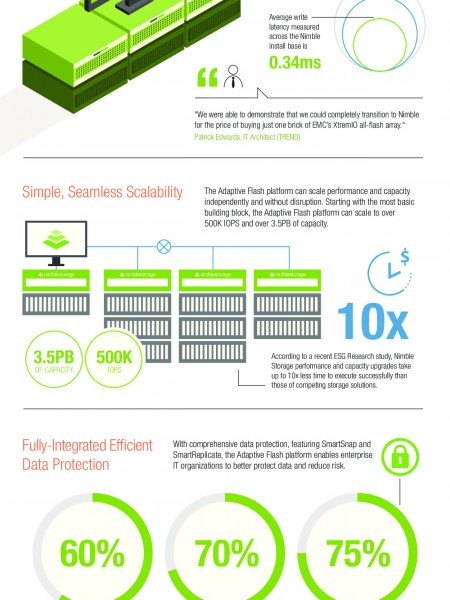 Average write
latency measured
across the Nimble
install base is
0.34ms
"We were able to demonstrate that we could completely transition to Nimble
for the price of buying just one brick of EMC's XtremIO all-flash array."
Patrick Edwards, IT Architect (TREND)
Simple, Seamless Scalability
The Adaptive Flash platform can scale performance and capacity
independently and without disruption. Starting with the most basic
building block, the Adaptive Flash platform can scale to over
500K IOPS and over 3.5PB of capacity.
nimblestorage
nimblestorage
nimblestorage
nimblestorage
$
10x
3.5PB
OF CAPACITY
500K
IOPS
According to a recent ESG Research study, Nimble
Storage performance and capacity upgrades take
up to 10x less time to execute successfully than
those of competing storage solutions.
Fully-Integrated Efficient
Data Protection
With comprehensive data protection, featuring SmartSnap and
SmartReplicate, the Adaptive Flash platform enables enterprise
IT organizations to better protect data and reduce risk.
60%
70%
75%